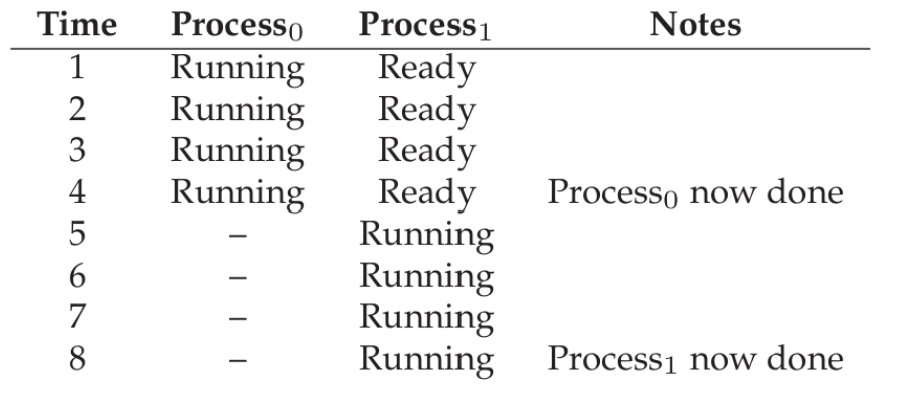 Time Process₀ Process₁ Notes
1 Running Ready
2 Running Ready
3 Running Ready
4 Running Ready Process₀ now done
5 – Running
6 – Running
7 – Running
8 – Running Process₁ now done